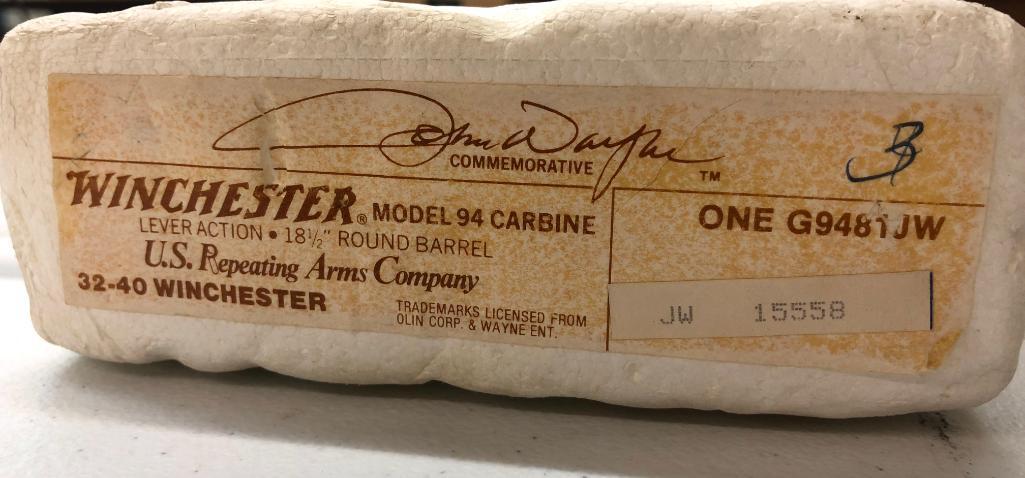 John Wayne
COMMEMORATIVE ™
WINCHESTER® MODEL 94 CARBINE
LEVER ACTION • 18½" ROUND BARREL
U.S. Repeating Arms Company
32-40 WINCHESTER
TRADEMARKS LICENSED FROM
OLIN CORP. & WAYNE ENT.
ONE G9481JW
JW 15558